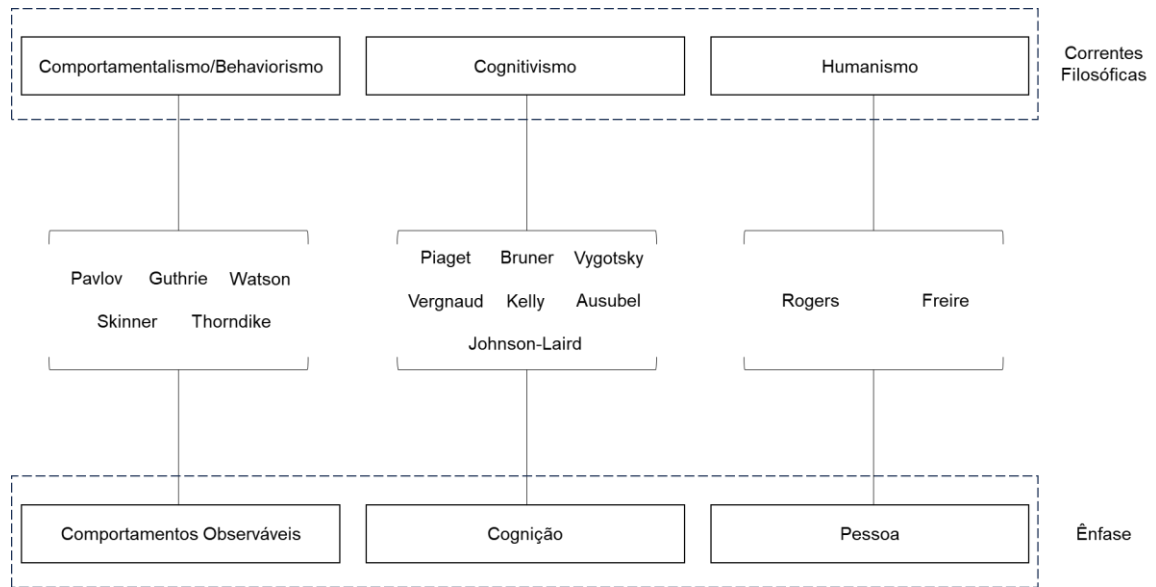 Comportamentalismo/Behaviorismo
Cognitivismo
Humanismo
Correntes
Filosóficas
Pavlov Guthrie Watson
Skinner Thorndike
Piaget Bruner Vygotsky
Vergnaud Kelly Ausubel
Johnson-Laird
Rogers Freire
Comportamentos Observáveis
Cognição
Pessoa
Ênfase